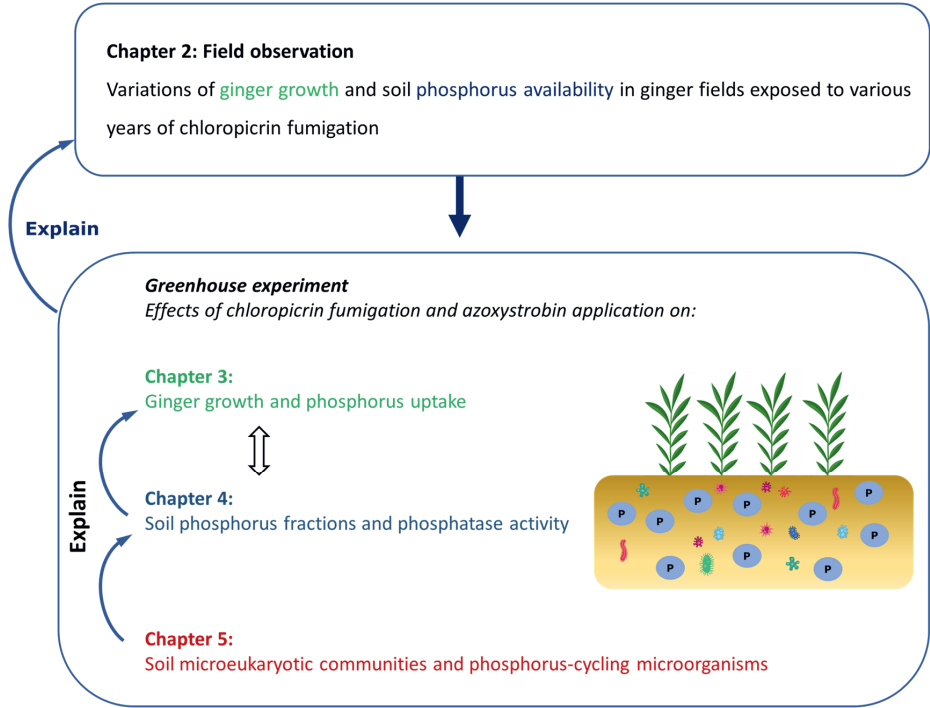 Chapter 2: Field observation
Variations of ginger growth and soil phosphorus availability in ginger fields exposed to various
years of chloropicrin fumigation
Explain
Greenhouse experiment
Effects of chloropicrin fumigation and azoxystrobin application on:
Chapter 3:
Ginger growth and phosphorus uptake
Explain
Chapter 4:
Soil phosphorus fractions and phosphatase activity
Chapter 5:
Soil microeukaryotic communities and phosphorus-cycling microorganisms
P
P
P
P
P
P
P
P
P
P